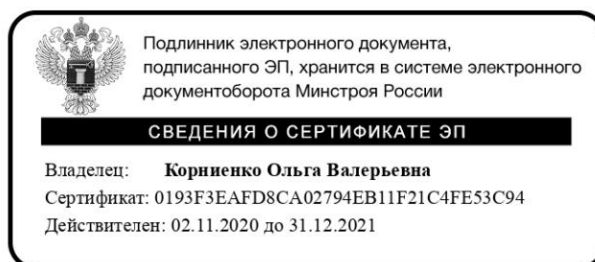 Подлинник электронного документа,
подписанного ЭП, хранится в системе электронного
документоборота Минстроя России
СВЕДЕНИЯ О СЕРТИФИКАТЕ ЭП
Владелец: Корниенко Ольга Валерьевна
Сертификат: 0193F3EAFD8CA02794EB11F21C4FE53C94
Действителен: 02.11.2020 до 31.12.2021